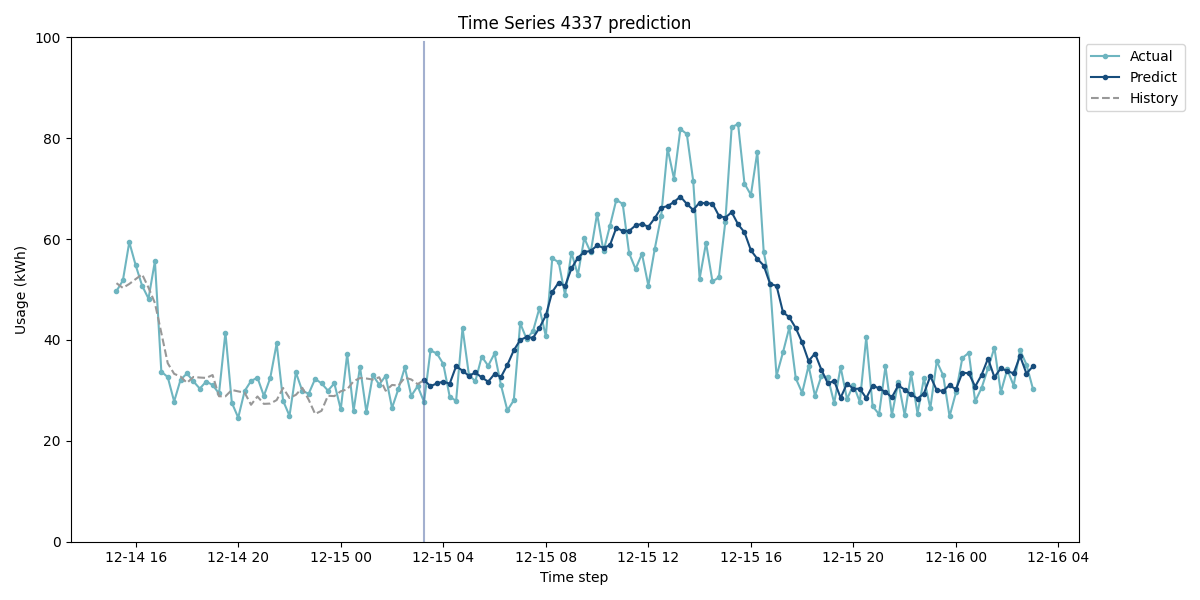 Time Series 4337 prediction
Actual
Predict
History
Usage (kWh)
100
80
60
40
20
0
12-14 16
12-14 20
12-15 00
12-15 04
12-15 08
12-15 12
12-15 16
12-15 20
12-16 00
12-16 04
Time step